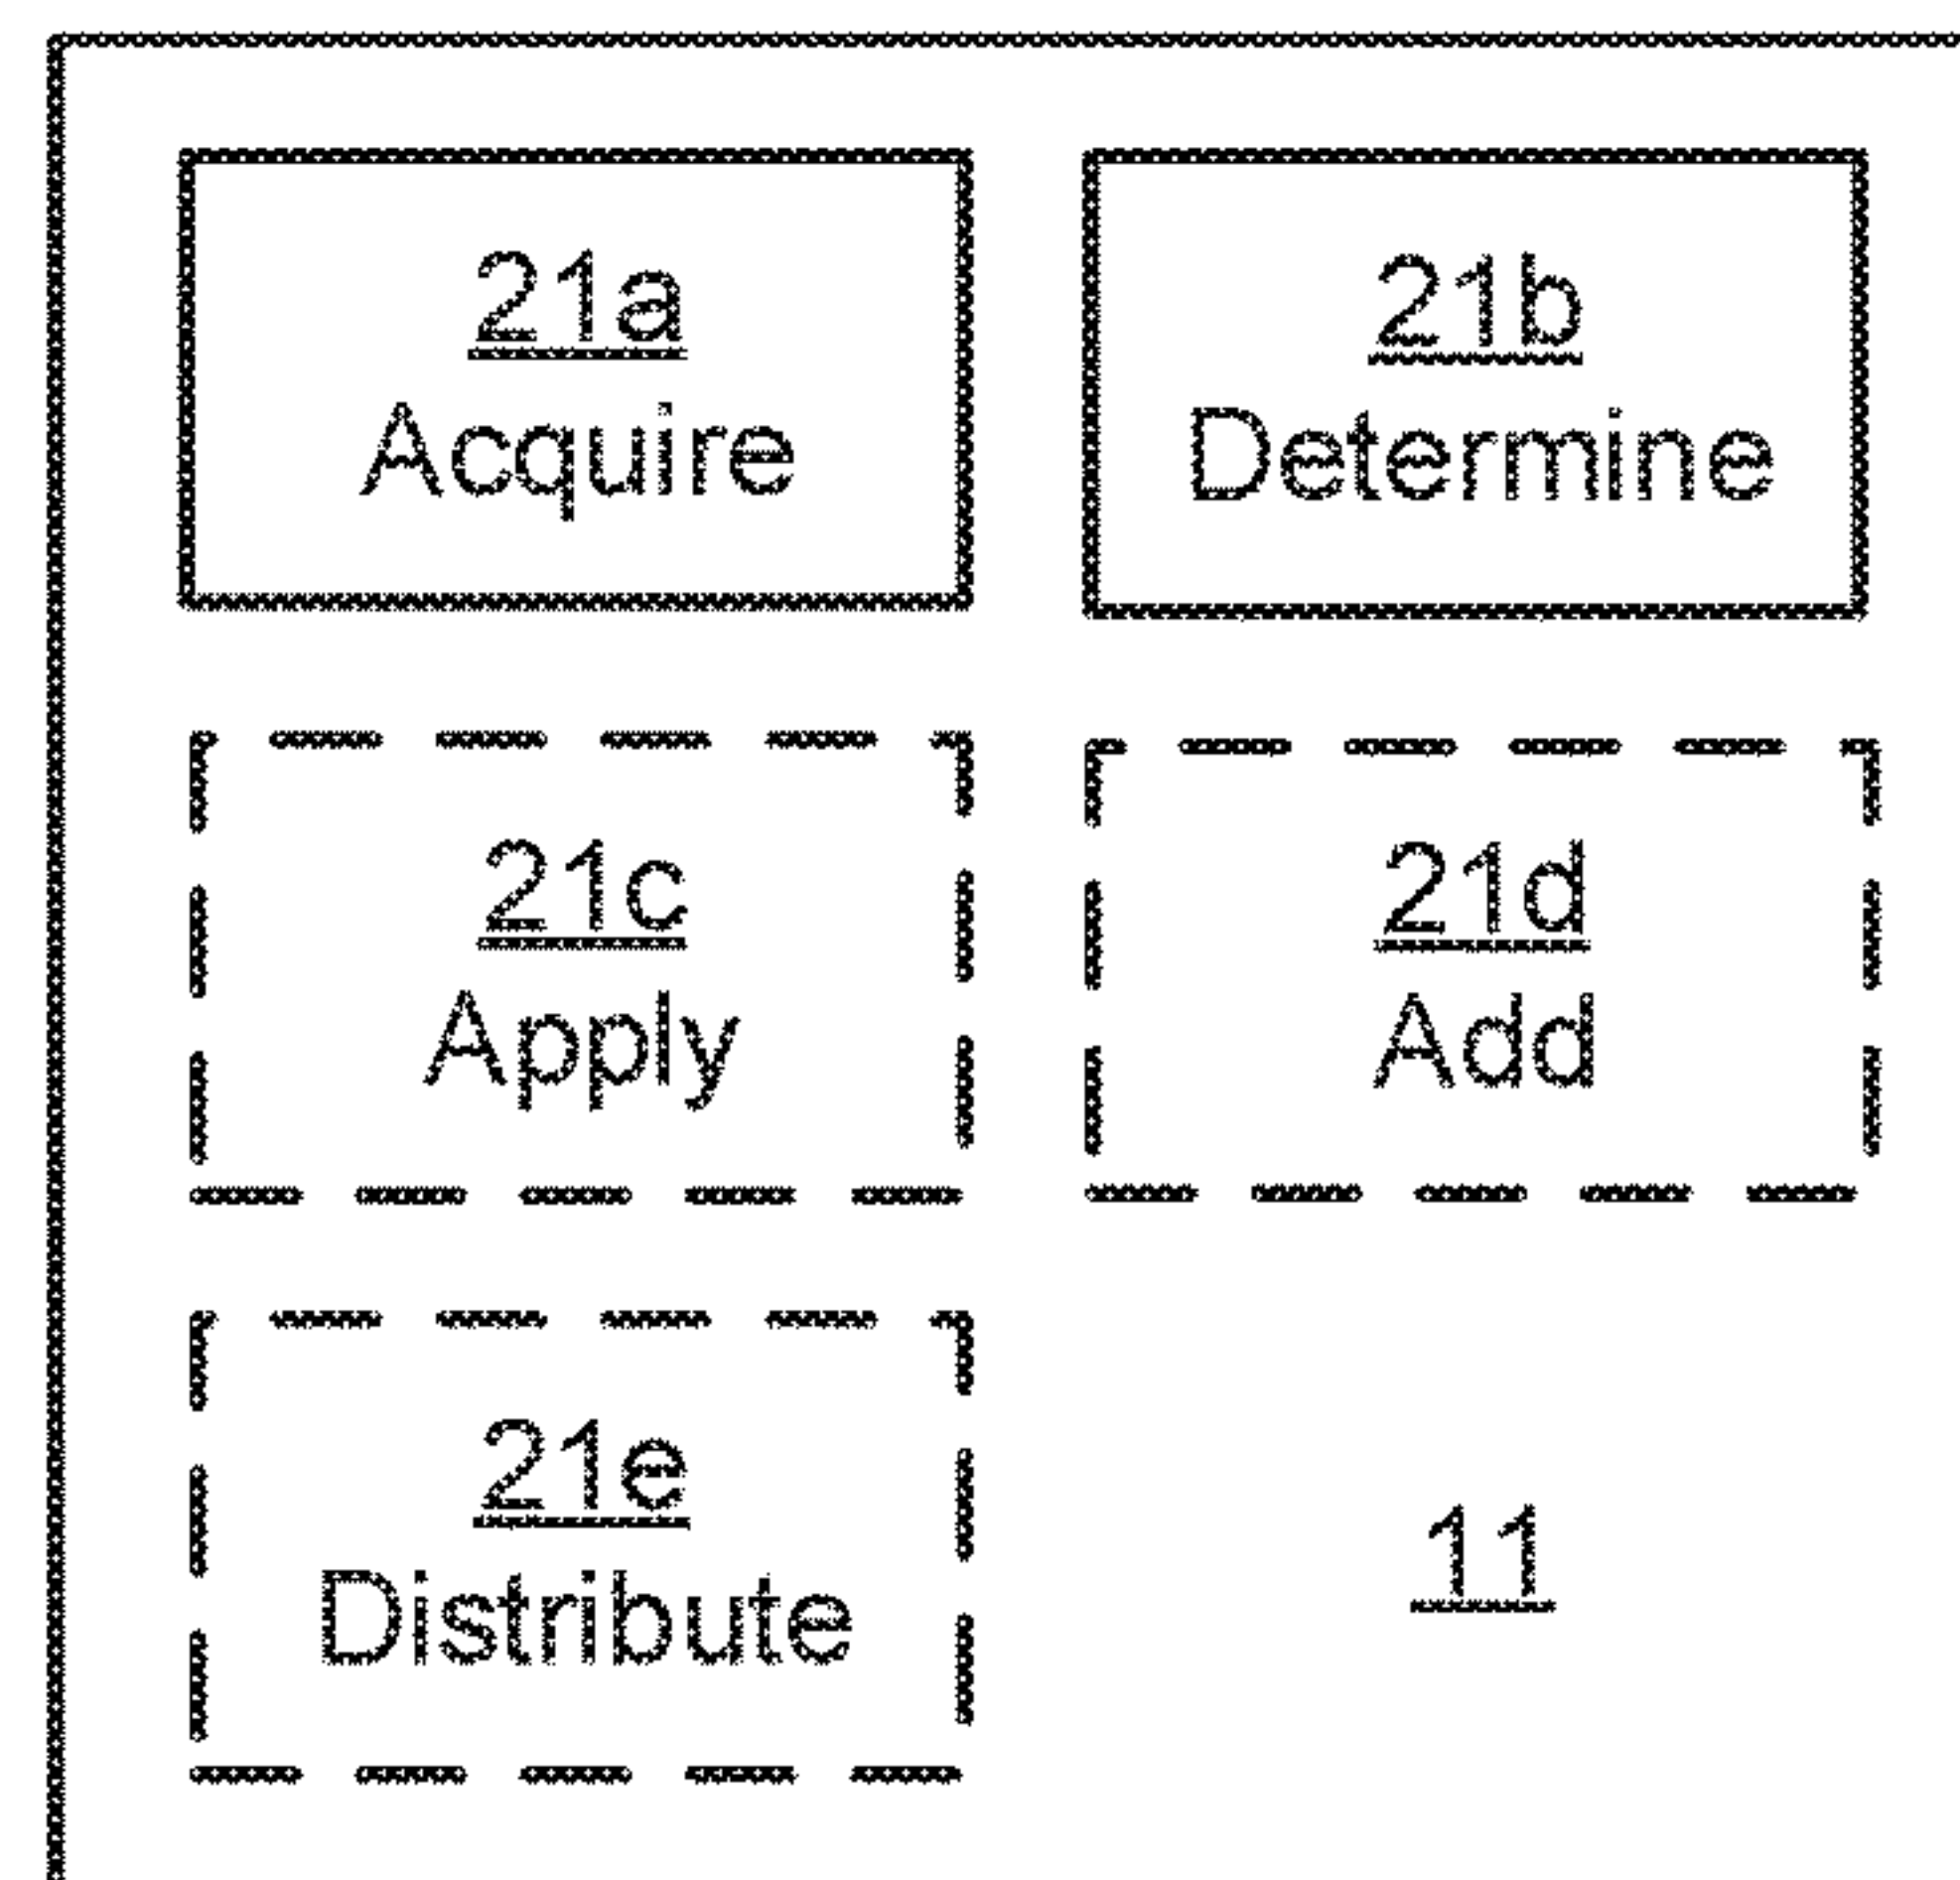 21a
Acquire
21b
Determine
21c
Apply
21d
Add
21e
Distribute
11